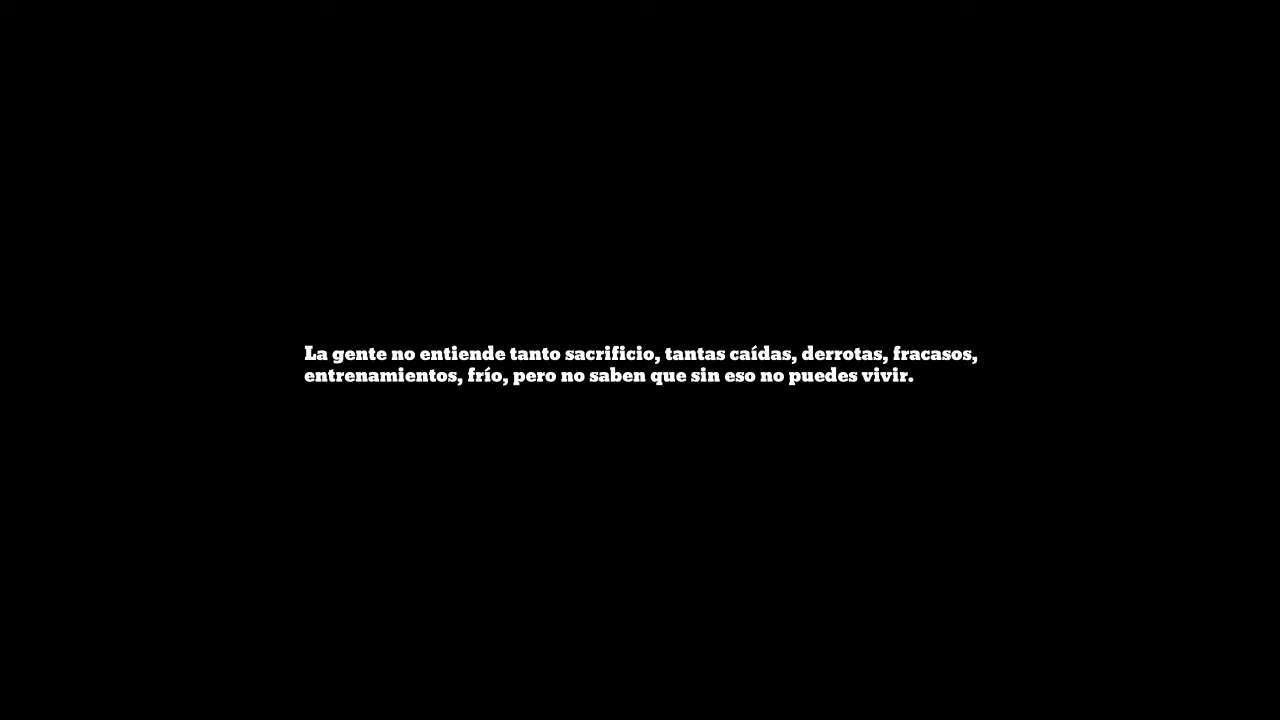 La gente no entiende tanto sacrificio, tantas caídas, derrotas, fracasos,
entrenamientos, frío, pero no saben que sin eso no puedes vivir.